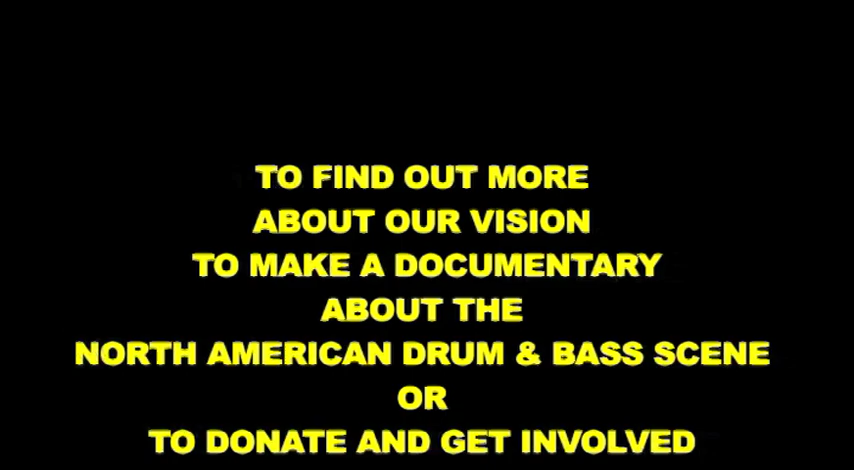 TO FIND OUT MORE
ABOUT OUR VISION
TO MAKE A DOCUMENTARY
ABOUT THE
NORTH AMERICAN DRUM & BASS SCENE
OR
TO DONATE AND GET INVOLVED